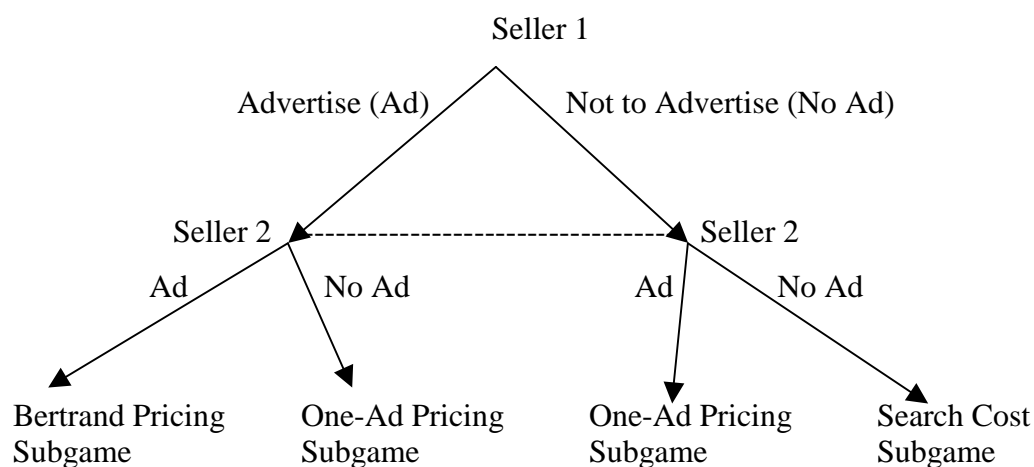 Seller 1
Advertise (Ad)
Not to Advertise (No Ad)
Seller 2
Seller 2
Ad
No Ad
Ad
No Ad
Bertrand Pricing
Subgame
One-Ad Pricing
Subgame
One-Ad Pricing
Subgame
Search Cost
Subgame